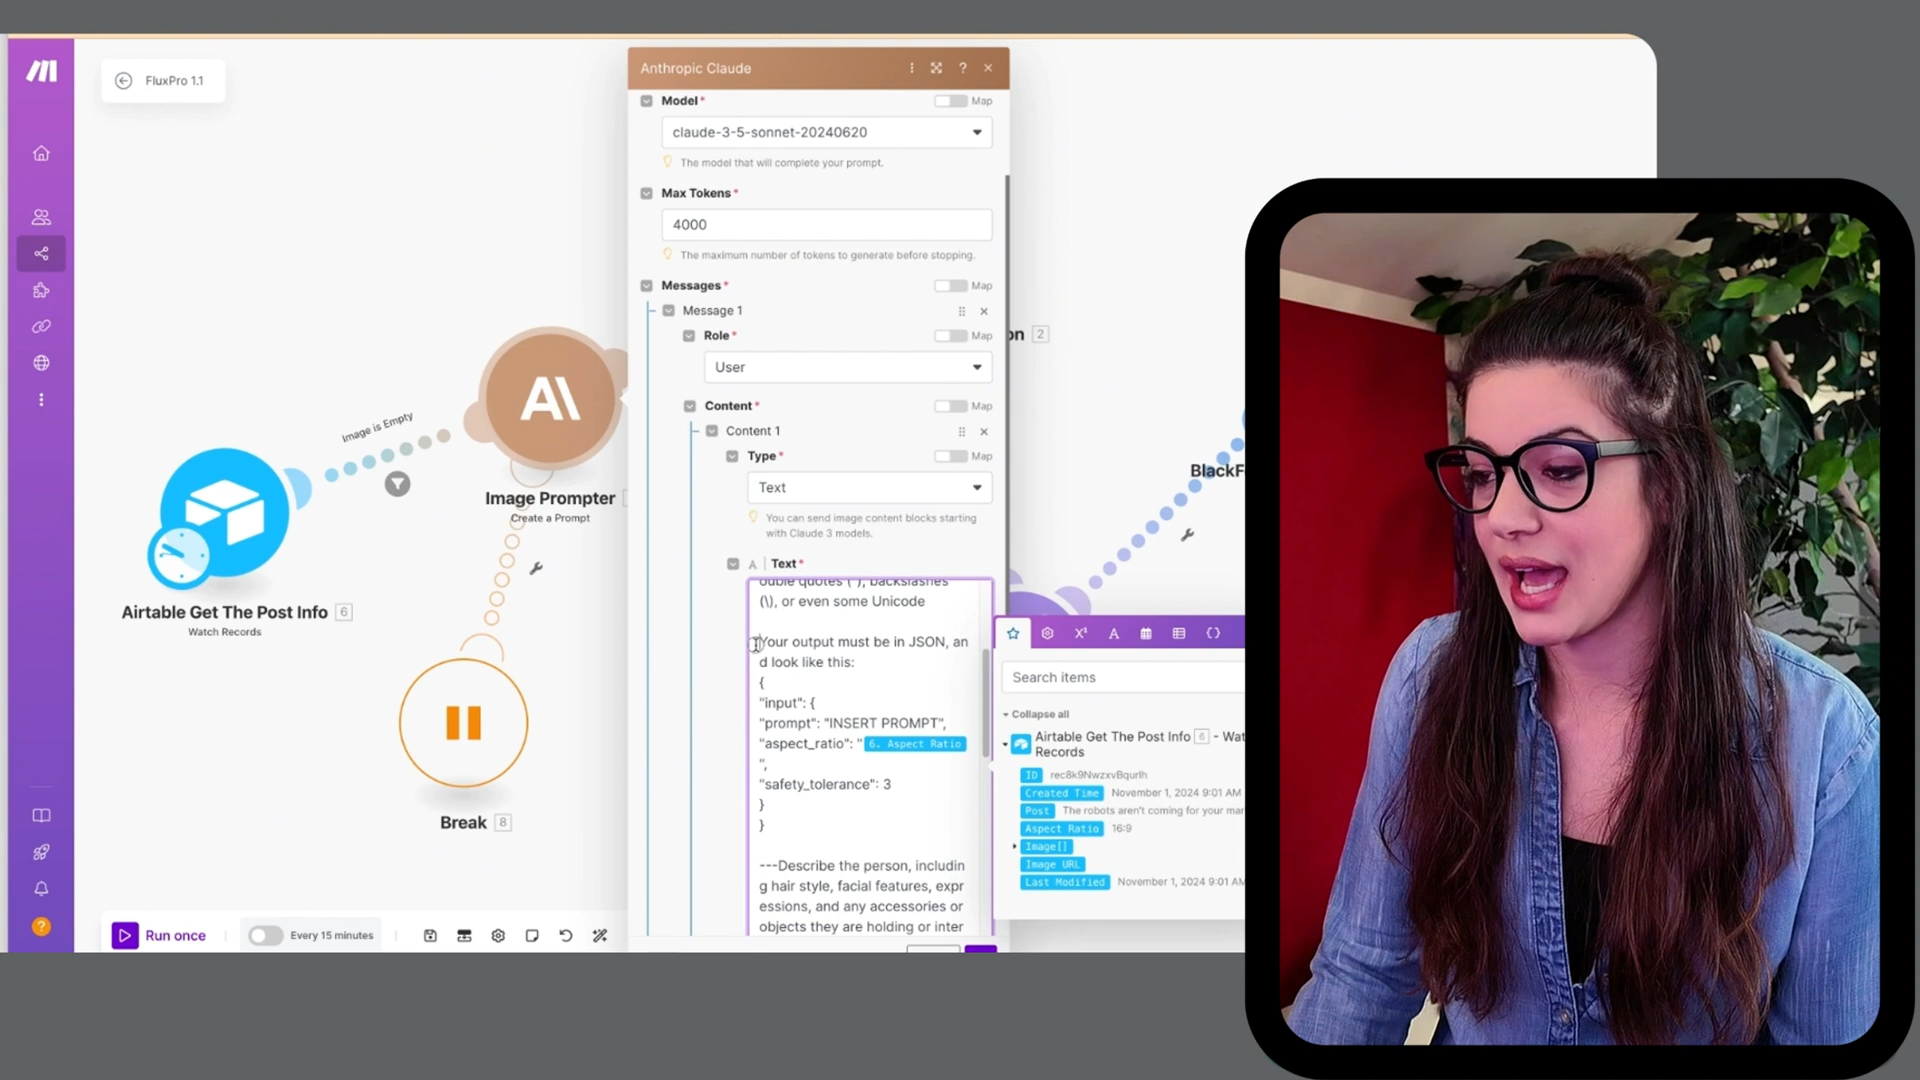 FluxPro 1.1
Anthropic Claude
?
Model*
Map
claude-3-5-sonnet-20240620
The model that will complete your prompt.
Max Tokens*
4000
The maximum number of tokens to generate before stopping.
Messages*
Map
Message 1
Role*
Map
User
Content*
Map
Content 1
Type*
Map
Text
You can send image content blocks starting
with Claude 3 models.
A
Text*
ouble quotes ("), backslashes
(\), or even some Unicode
Your output must be in JSON, an
d look like this:
{
"input": {
"prompt": "INSERT PROMPT",
"aspect_ratio": " 6. Aspect Ratio
",
"safety_tolerance": 3
}
}
---Describe the person, includin
g hair style, facial features, expr
essions, and any accessories or
objects they are holding or inter
Image is Empty
A\
Image Prompter
Create a Prompt
Airtable Get The Post Info 6
Watch Records
Break 8
on 2
BlackF
A
Search items
Collapse all
Airtable Get The Post Info 6 - Wat
Records
ID rec8k9NwzxvBqurlh
Created Time November 1, 2024 9:01 AM
Post The robots aren't coming for your mar
Aspect Ratio 16:9
Image[]
Image URL
Last Modified November 1, 2024 9:01 AM
?
Run once
Every 15 minutes